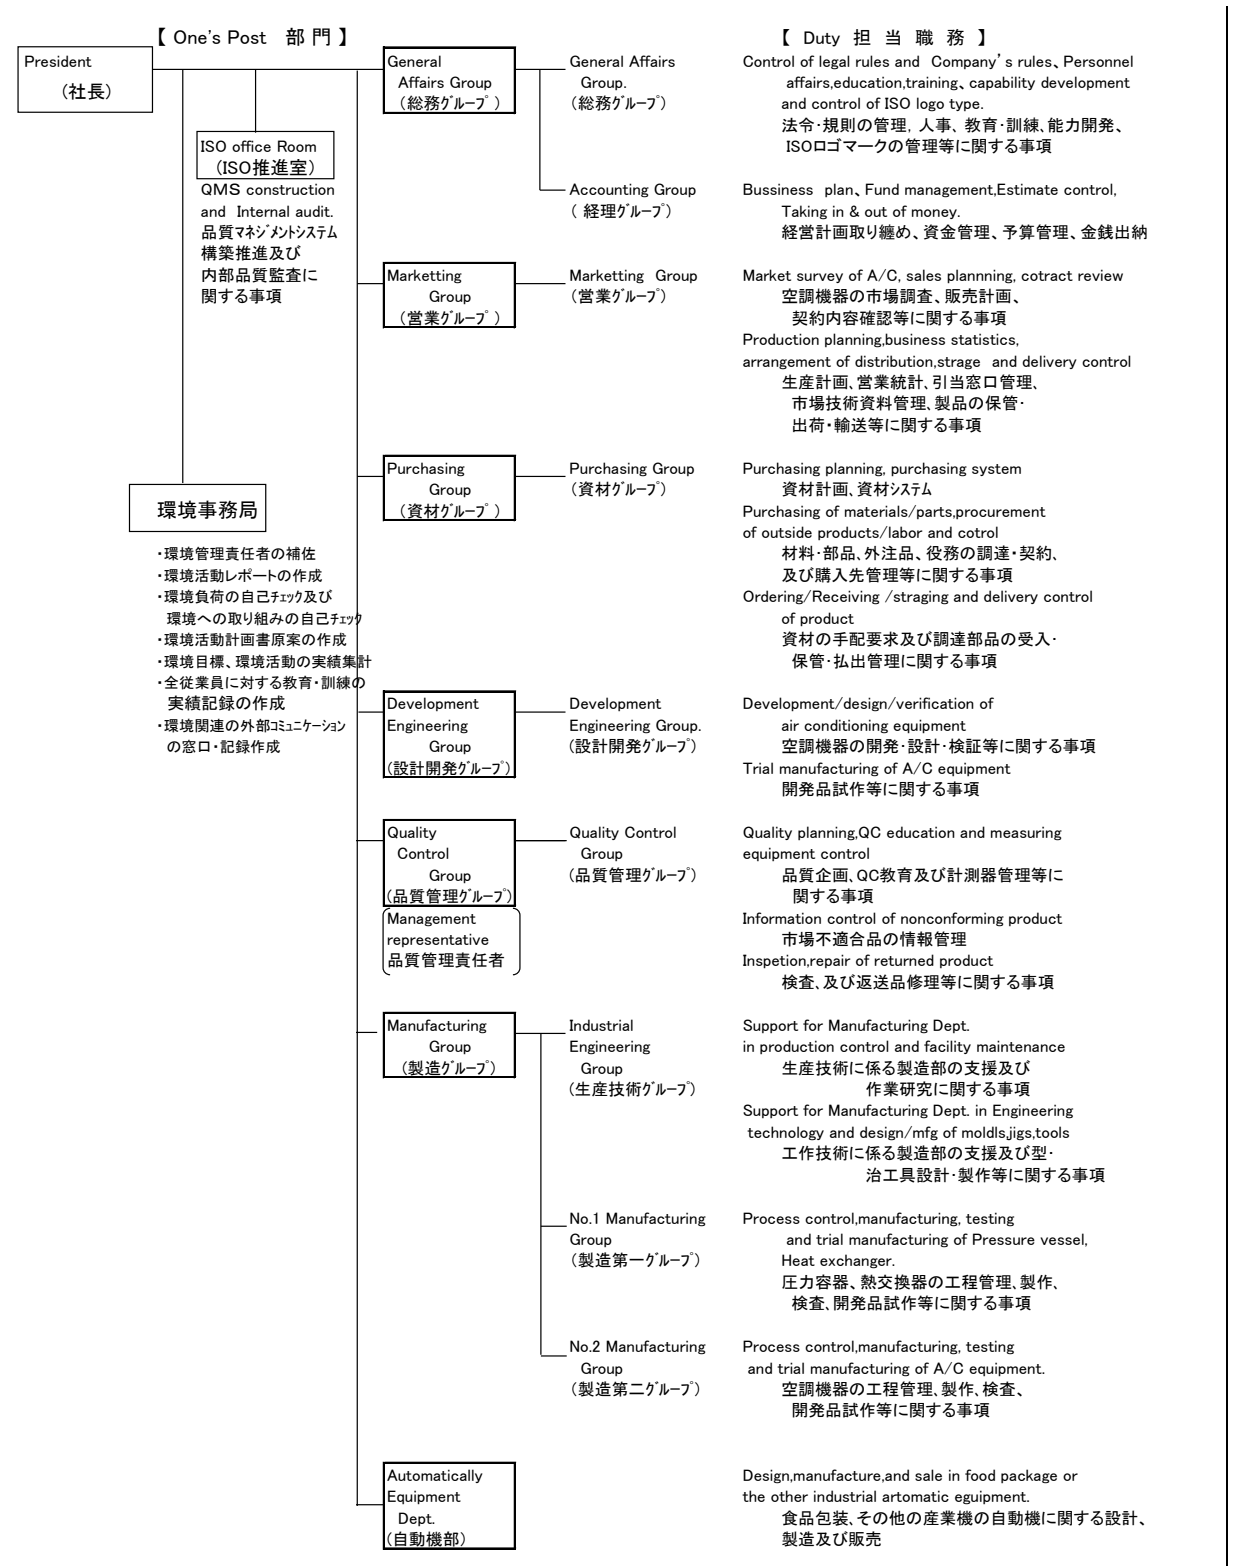 【 One's Post 部 門 】
【 Duty 担 当 職 務 】
President
（社長）
ISO office Room
（ISO推進室）
QMS construction
and Internal audit.
品質ﾏﾈｼﾞﾒﾝﾄシステム
構築推進及び
内部品質監査に
関する事項
環境事務局
・環境管理責任者の補佐
・環境活動レポートの作成
・環境負荷の自己ﾁｪｯｸ及び
環境への取り組みの自己ﾁｪｯｸ
・環境活動計画書原案の作成
・環境目標、環境活動の実績集計
・全従業員に対する教育・訓練の
実績記録の作成
・環境関連の外部ｺﾐｭﾆｹｰｼｮﾝ
の窓口・記録作成
General
Affairs Group
（総務ｸﾞﾙｰﾌﾟ）
General Affairs
Group.
（総務ｸﾞﾙｰﾌﾟ）
Control of legal rules and Company’s rules、Personnel
affairs,education,training、capability development
and control of ISO logo type.
法令・規則の管理, 人事、教育・訓練、能力開発、
ISOロゴマークの管理等に関する事項
Accounting Group
（ 経理ｸﾞﾙｰﾌﾟ）
Bussiness plan、Fund management,Estimate control,
Taking in & out of money.
経営計画取り纏め、資金管理、予算管理、金銭出納
Marketting
Group
（営業ｸﾞﾙｰﾌﾟ）
Marketting Group
（営業ｸﾞﾙｰﾌﾟ）
Market survey of A/C, sales plannning, cotract review
空調機器の市場調査、販売計画、
契約内容確認等に関する事項
Production planning,business statistics,
arrangement of distribution,strage and delivery control
生産計画、営業統計、引当窓口管理、
市場技術資料管理、製品の保管・
出荷・輸送等に関する事項
Purchasing
Group
（資材ｸﾞﾙｰﾌﾟ）
Purchasing Group
（資材ｸﾞﾙｰﾌﾟ）
Purchasing planning, purchasing system
資材計画、資材ｼｽﾃﾑ
Purchasing of materials/parts,procurement
of outside products/labor and cotrol
材料・部品、外注品、役務の調達・契約、
及び購入先管理等に関する事項
Ordering/Receiving /straging and delivery control
of product
資材の手配要求及び調達部品の受入・
保管・払出管理に関する事項
Development
Engineering
Group
（設計開発ｸﾞﾙｰﾌﾟ）
Development
Engineering Group.
（設計開発ｸﾞﾙｰﾌﾟ）
Development/design/verification of
air conditioning equipment
空調機器の開発・設計・検証等に関する事項
Trial manufacturing of A/C equipment
開発品試作等に関する事項
Quality
Control
Group
（品質管理ｸﾞﾙｰﾌﾟ）
Management
representative
品質管理責任者
Quality Control
Group
（品質管理ｸﾞﾙｰﾌﾟ）
Quality planning,QC education and measuring
equipment control
品質企画、QC教育及び計測器管理等に
関する事項
Information control of nonconforming product
市場不適合品の情報管理
Inspetion,repair of returned product
検査、及び返送品修理等に関する事項
Manufacturing
Group
（製造ｸﾞﾙｰﾌﾟ）
Industrial
Engineering
Group
（生産技術ｸﾞﾙｰﾌﾟ）
Support for Manufacturing Dept.
in production control and facility maintenance
生産技術に係る製造部の支援及び
作業研究に関する事項
Support for Manufacturing Dept. in Engineering
technology and design/mfg of moldls,jigs,tools
工作技術に係る製造部の支援及び型・
治工具設計・製作等に関する事項
No.1 Manufacturing
Group
（製造第一ｸﾞﾙｰﾌﾟ）
Process control,manufacturing, testing
and trial manufacturing of Pressure vessel,
Heat exchanger.
圧力容器、熱交換器の工程管理、製作、
検査、開発品試作等に関する事項
No.2 Manufacturing
Group
（製造第二ｸﾞﾙｰﾌﾟ）
Process control,manufacturing, testing
and trial manufacturing of A/C equipment.
空調機器の工程管理、製作、検査、
開発品試作等に関する事項
Automatically
Equipment
Dept.
（自動機部）
Design,manufacture,and sale in food package or
the other industrial artomatic eguipment.
食品包装、その他の産業機の自動機に関する設計、
製造及び販売